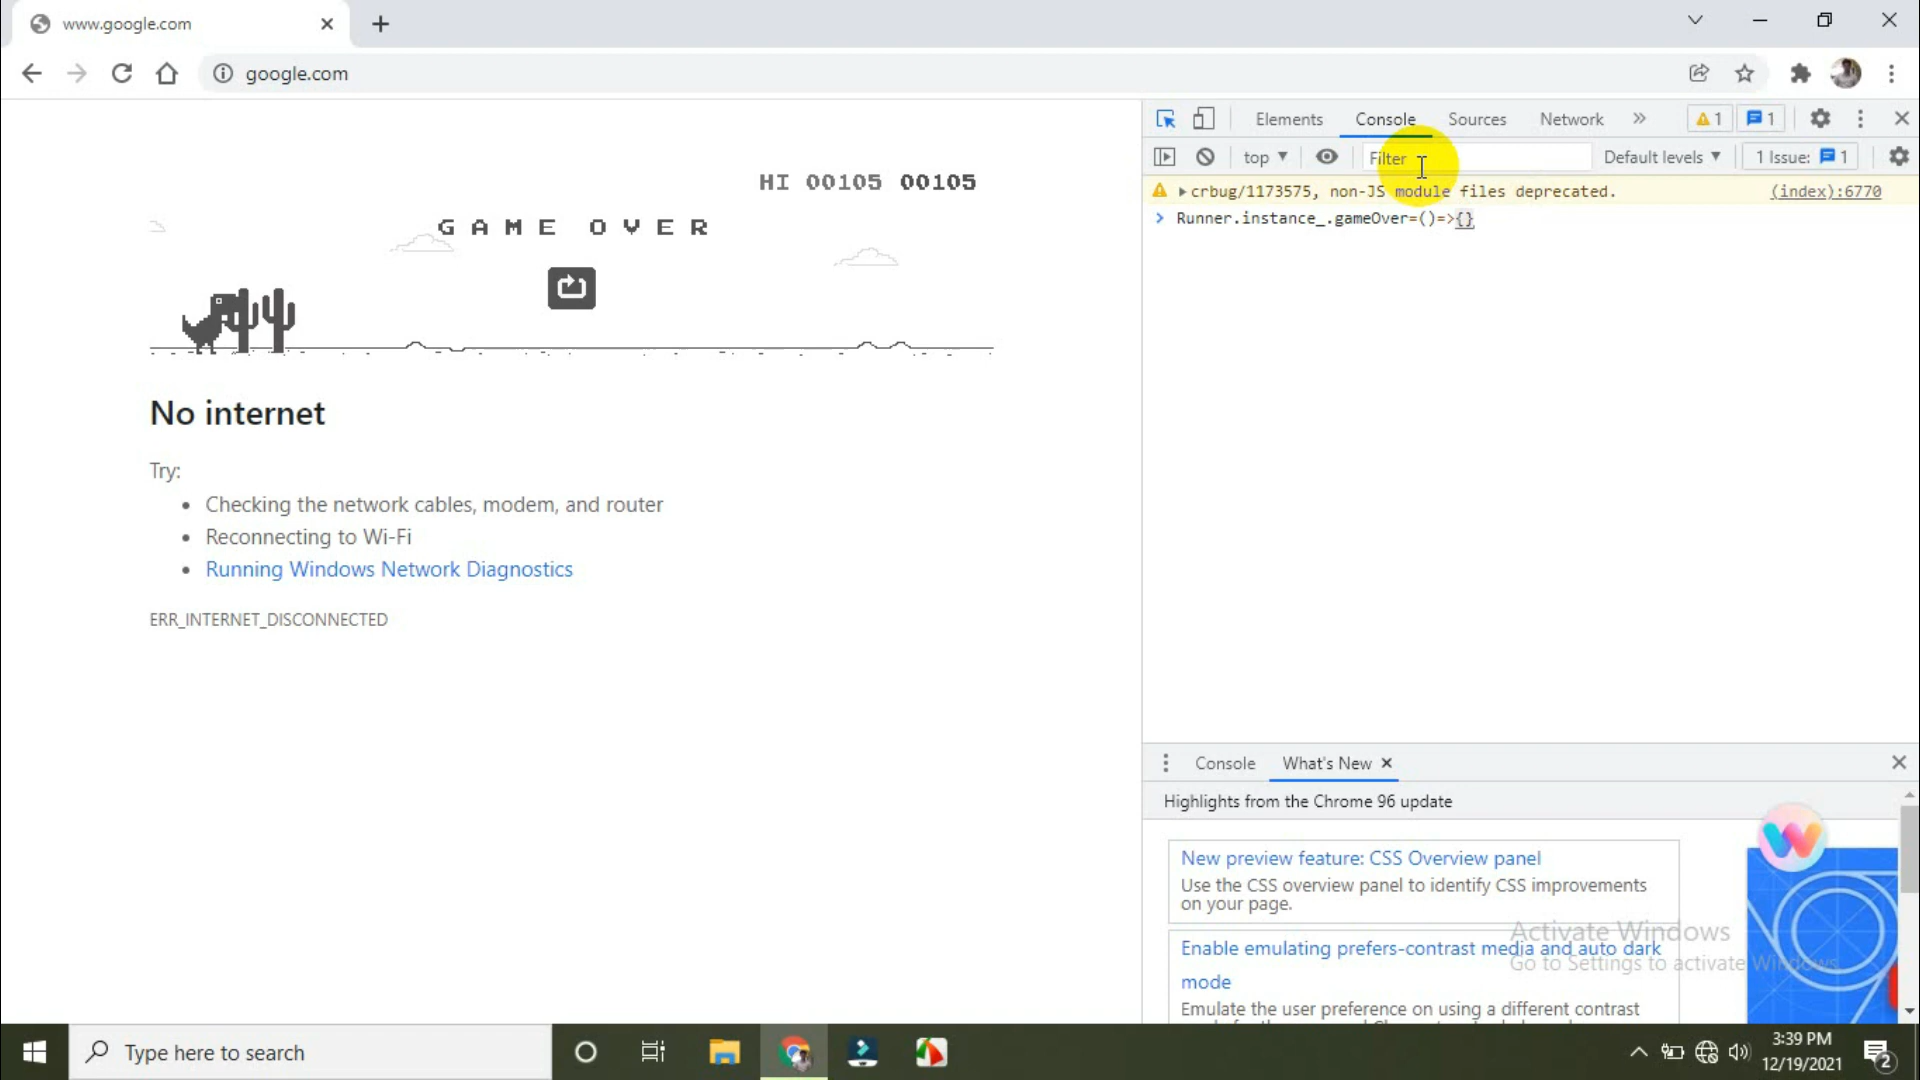 www.google.com
google.com
Elements Console Sources Network » 1 1
top Filter Default levels 1 Issue: 1
crbug/1173575, non-JS module files deprecated. (index):6770
Runner.instance_.gameOver=()=>{}
HI 00105 00105
GAME OVER
No internet
Try:
Checking the network cables, modem, and router
Reconnecting to Wi-Fi
Running Windows Network Diagnostics
ERR_INTERNET_DISCONNECTED
Console What's New
Highlights from the Chrome 96 update
New preview feature: CSS Overview panel
Use the CSS overview panel to identify CSS improvements
on your page.
Enable emulating prefers-contrast media and auto dark
mode
Emulate the user preference on using a different contrast
Activate Windows
Go to Settings to activate Windows.
Type here to search
3:39 PM
12/19/2021
2